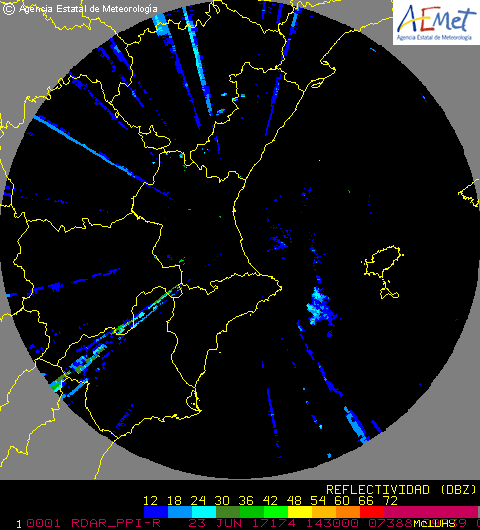 © Agencia Estatal de Meteorología
AEMet
Agencia Estatal de Meteorología
REFLECTIVIDAD (DBZ)
12 18 24 30 36 42 48 54 60 66 72
1 0001 RDAR_PPI-R 23 JUN 17174 143000